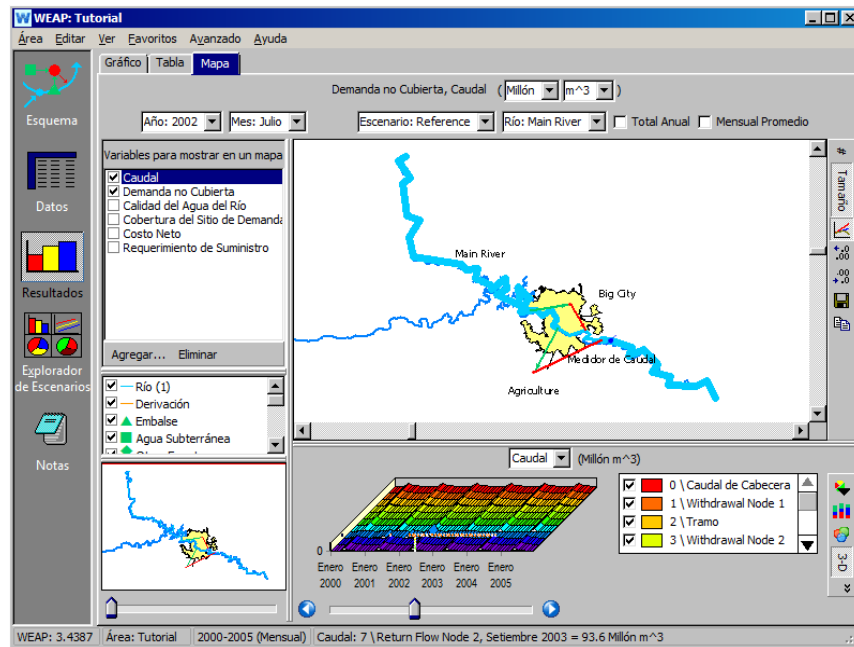 WEAP: Tutorial
Área Editar Ver Favoritos Avanzado Ayuda
Esquema
Datos
Resultados
Explorador de Escenarios
Notas
Gráfico Tabla Mapa
Demanda no Cubierta, Caudal ( Millón m^3 )
Año: 2002 Mes: Julio Escenario: Reference Río: Main River Total Anual Mensual Promedio
Variables para mostrar en un mapa
Caudal
Demanda no Cubierta
Calidad del Agua del Río
Cobertura del Sitio de Demanda
Costo Neto
Requerimiento de Suministro
Agregar... Eliminar
Río (1)
Derivación
Embalse
Agua Subterránea
Main River
Big City
Medidor de Caudal
Agriculture
Tamaño
Caudal (Millón m^3)
0
Enero 2000
Enero 2001
Enero 2002
Enero 2003
Enero 2004
Enero 2005
0 \ Caudal de Cabecera
1 \ Withdrawal Node 1
2 \ Tramo
3 \ Withdrawal Node 2
3-D
WEAP: 3.4387 Área: Tutorial 2000-2005 (Mensual) Caudal: 7 \ Return Flow Node 2, Setiembre 2003 = 93.6 Millón m^3